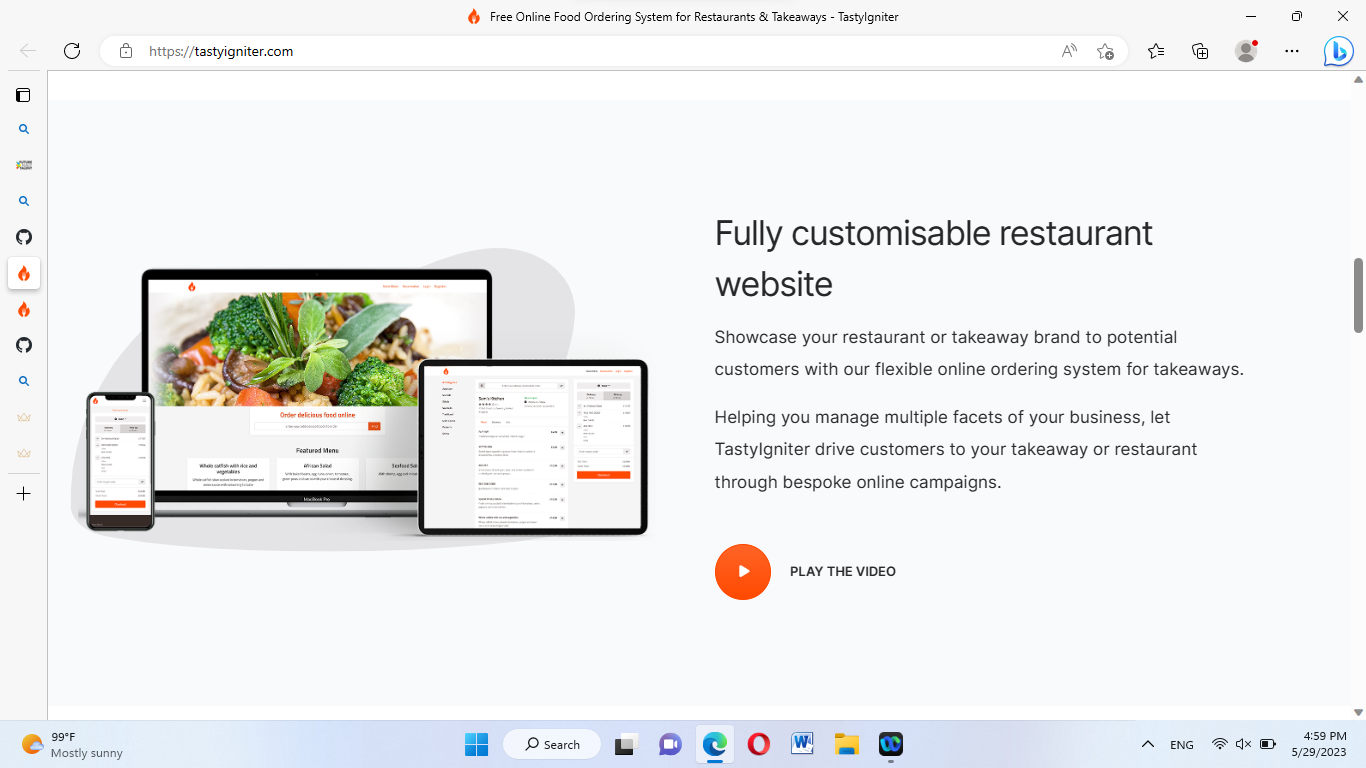 Free Online Food Ordering System for Restaurants & Takeaways - TastyIgniter
https://tastyigniter.com
Fully customisable restaurant
website
Showcase your restaurant or takeaway brand to potential
customers with our flexible online ordering system for takeaways.
Helping you manage multiple facets of your business, let
TastyIgniter drive customers to your takeaway or restaurant
through bespoke online campaigns.
PLAY THE VIDEO
Order delicious food online
Featured Menu
Whole catfish with rice and
vegetables
African Salad
Seafood Sal
MacBook Pro
Sam's Kitchen
99°F
Mostly sunny
Search
ENG
4:59 PM
5/29/2023